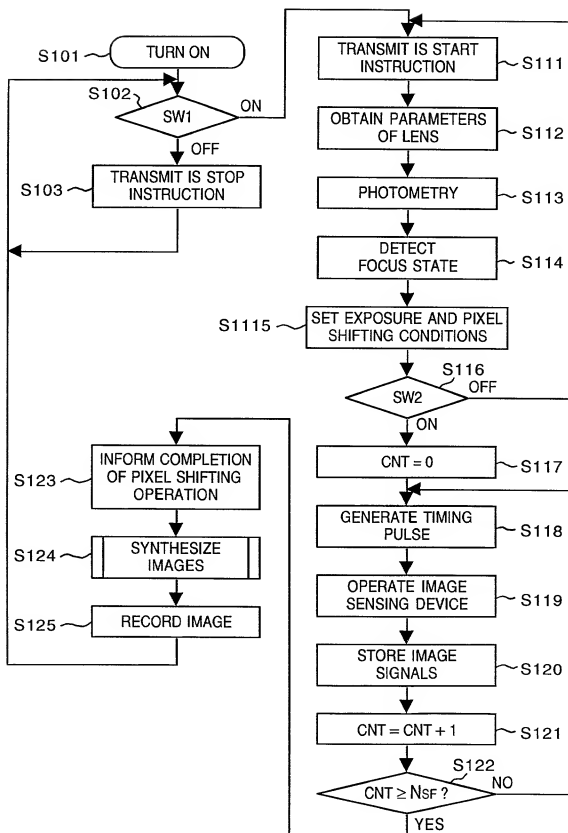 S101
TURN ON
S102
SW1
ON
OFF
S103
TRANSMIT IS STOP
INSTRUCTION
TRANSMIT IS START
INSTRUCTION
S111
OBTAIN PARAMETERS
OF LENS
S112
PHOTOMETRY
S113
DETECT
FOCUS STATE
S114
S1115
SET EXPOSURE AND PIXEL
SHIFTING CONDITIONS
S116
SW2
OFF
ON
CNT = 0
S117
GENERATE TIMING
PULSE
S118
OPERATE IMAGE
SENSING DEVICE
S119
STORE IMAGE
SIGNALS
S120
CNT = CNT + 1
S121
S122
CNT ≥ NSF ?
NO
YES
S123
INFORM COMPLETION
OF PIXEL SHIFTING
OPERATION
S124
SYNTHESIZE
IMAGES
S125
RECORD IMAGE